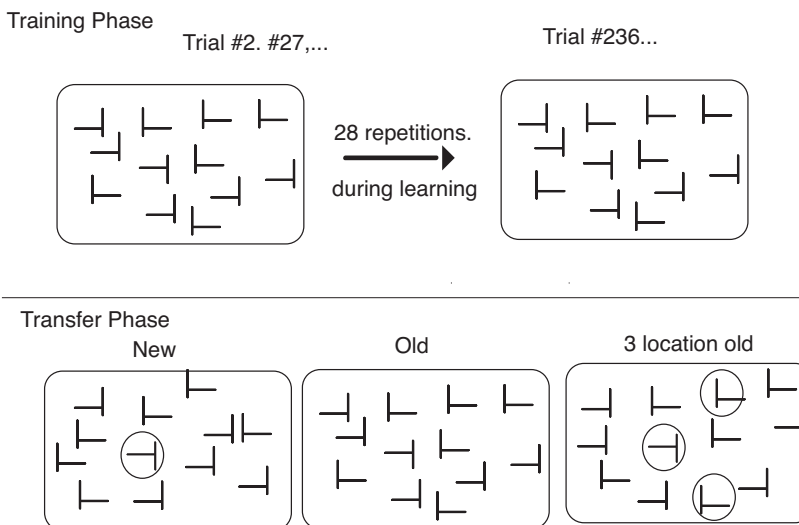 Training Phase
Trial #2. #27,...
Trial #236...
28 repetitions.
during learning
Transfer Phase
New
Old
3 location old